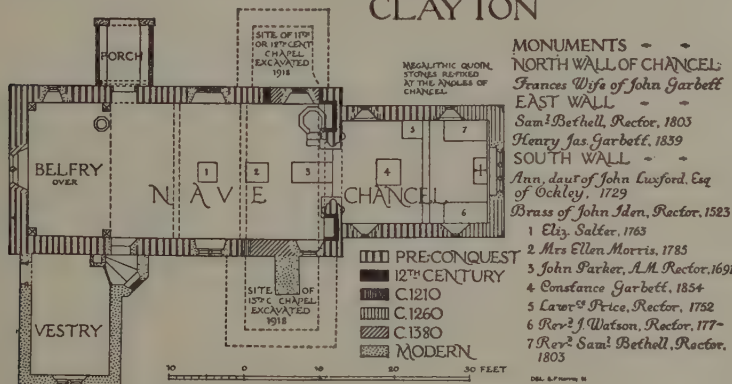 CLAYTON
PORCH
SITE OF 11TH
OR 12TH CENT
CHAPEL
EXCAVATED
1918
MEGALITHIC QUOIN
STONES REFIXED
AT THE ANGLES OF
CHANCEL
BELFRY
OVER
NAVE
CHANCEL
1
2
3
4
5
6
7
VESTRY
SITE OF
13TH C CHAPEL
EXCAVATED
1918
PRE-CONQUEST
12TH CENTURY
C.1210
C.1260
C.1380
MODERN
10 0 10 20 30 FEET
MONUMENTS
NORTH WALL OF CHANCEL:
Frances Wife of John Garbett
EAST WALL
Samˡ Bethell, Rector, 1803
Henry Jas. Garbett, 1839
SOUTH WALL
Ann, daur of John Luxford, Esq
of Ockley, 1729
Brass of John Iden, Rector, 1523
1 Eliz. Salter, 1763
2 Mrs Ellen Morris, 1785
3 John Parker, A.M. Rector, 1691
4 Constance Garbett, 1854
5 Lawrᶜᵉ Price, Rector, 1752
6 Revᵈ J. Watson, Rector, 177-
7 Revᵈ Samˡ Bethell, Rector,
1803